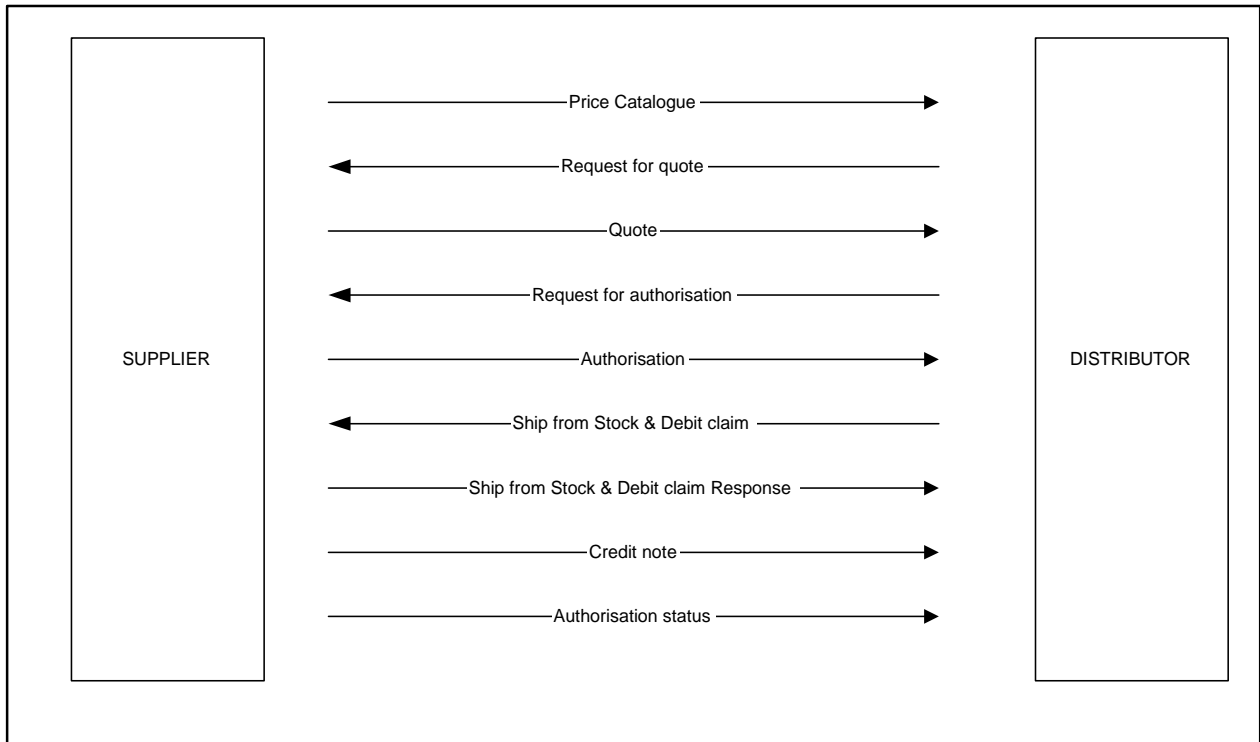 Price Catalogue
Request for quote
Quote
Request for authorisation
SUPPLIER
Authorisation
DISTRIBUTOR
Ship from Stock & Debit claim
Ship from Stock & Debit claim Response
Credit note
Authorisation status